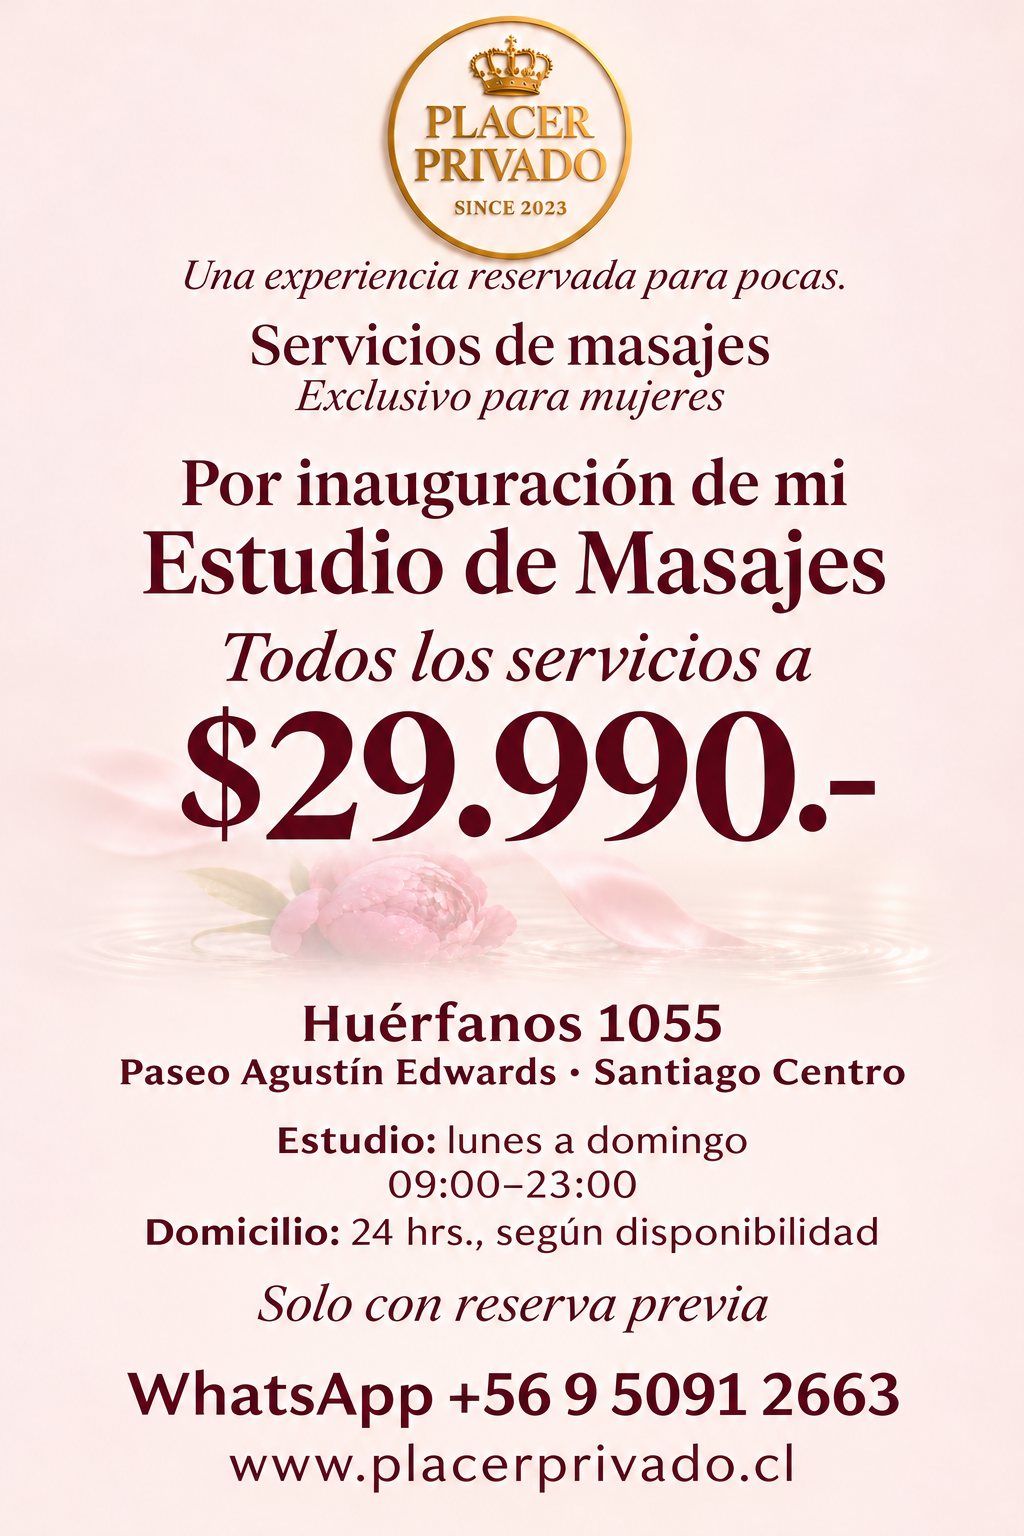 PLACER
PRIVADO
SINCE 2023
Una experiencia reservada para pocas.
Servicios de masajes
Exclusivo para mujeres
Por inauguración de mi
Estudio de Masajes
Todos los servicios a
$29.990.-
Huérfanos 1055
Paseo Agustín Edwards • Santiago Centro
Estudio: lunes a domingo
09:00–23:00
Domicilio: 24 hrs., según disponibilidad
Solo con reserva previa
WhatsApp +56 9 5091 2663
www.placerprivado.cl